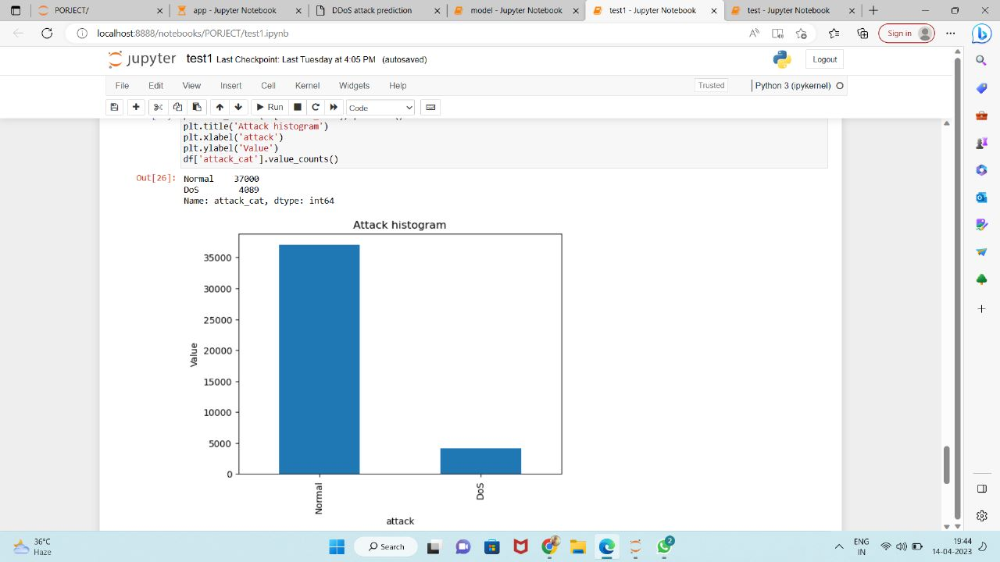 PORJECT/
app - Jupyter Notebook
DDoS attack prediction
model - Jupyter Notebook
test1 - Jupyter Notebook
test - Jupyter Notebook
localhost:8888/notebooks/PORJECT/test1.ipynb
Sign in
jupyter test1 Last Checkpoint: Last Tuesday at 4:05 PM (autosaved)
Logout
File Edit View Insert Cell Kernel Widgets Help
Trusted
Python 3 (ipykernel)
Run
Code
plt.title('Attack histogram')
plt.xlabel('attack')
plt.ylabel('Value')
df['attack_cat'].value_counts()
Out[26]: Normal 37000
DoS 4089
Name: attack_cat, dtype: int64
Attack histogram
35000
30000
25000
20000
15000
10000
5000
0
Value
Normal
DoS
attack
36°C
Haze
Search
2
ENG
IN
19:44
14-04-2023